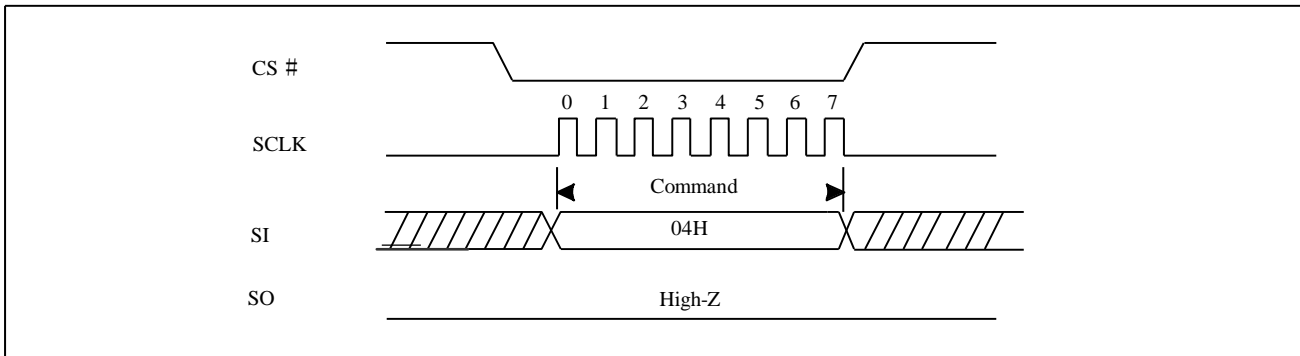 CS #
0 1 2 3 4 5 6 7
SCLK
Command
SI
04H
SO
High-Z